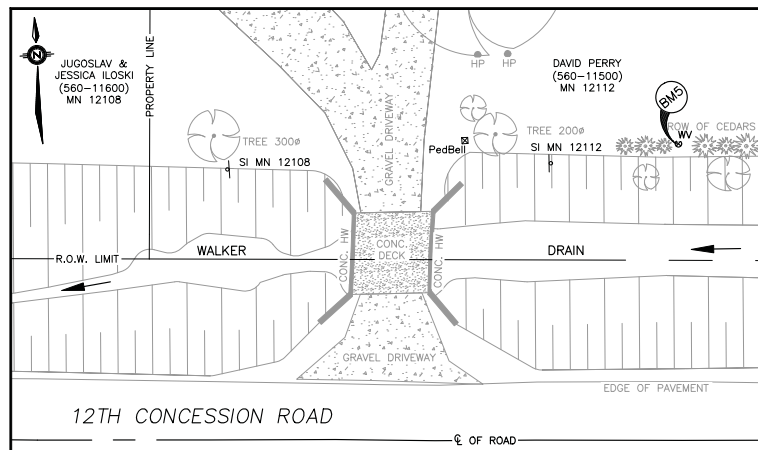 N
JUGOSLAV &
JESSICA ILOSKI
(560-11600)
MN 12108
PROPERTY LINE
GRAVEL DRIVEWAY
HP
HP
DAVID PERRY
(560-11500)
MN 12112
BM5
ROW OF CEDARS
WV
TREE 300ø
SI MN 12108
PedBell
TREE 200ø
SI MN 12112
R.O.W. LIMIT
WALKER
CONC. HW
CONC.
DECK
CONC. HW
DRAIN
GRAVEL DRIVEWAY
EDGE OF PAVEMENT
12TH CONCESSION ROAD
℄ OF ROAD